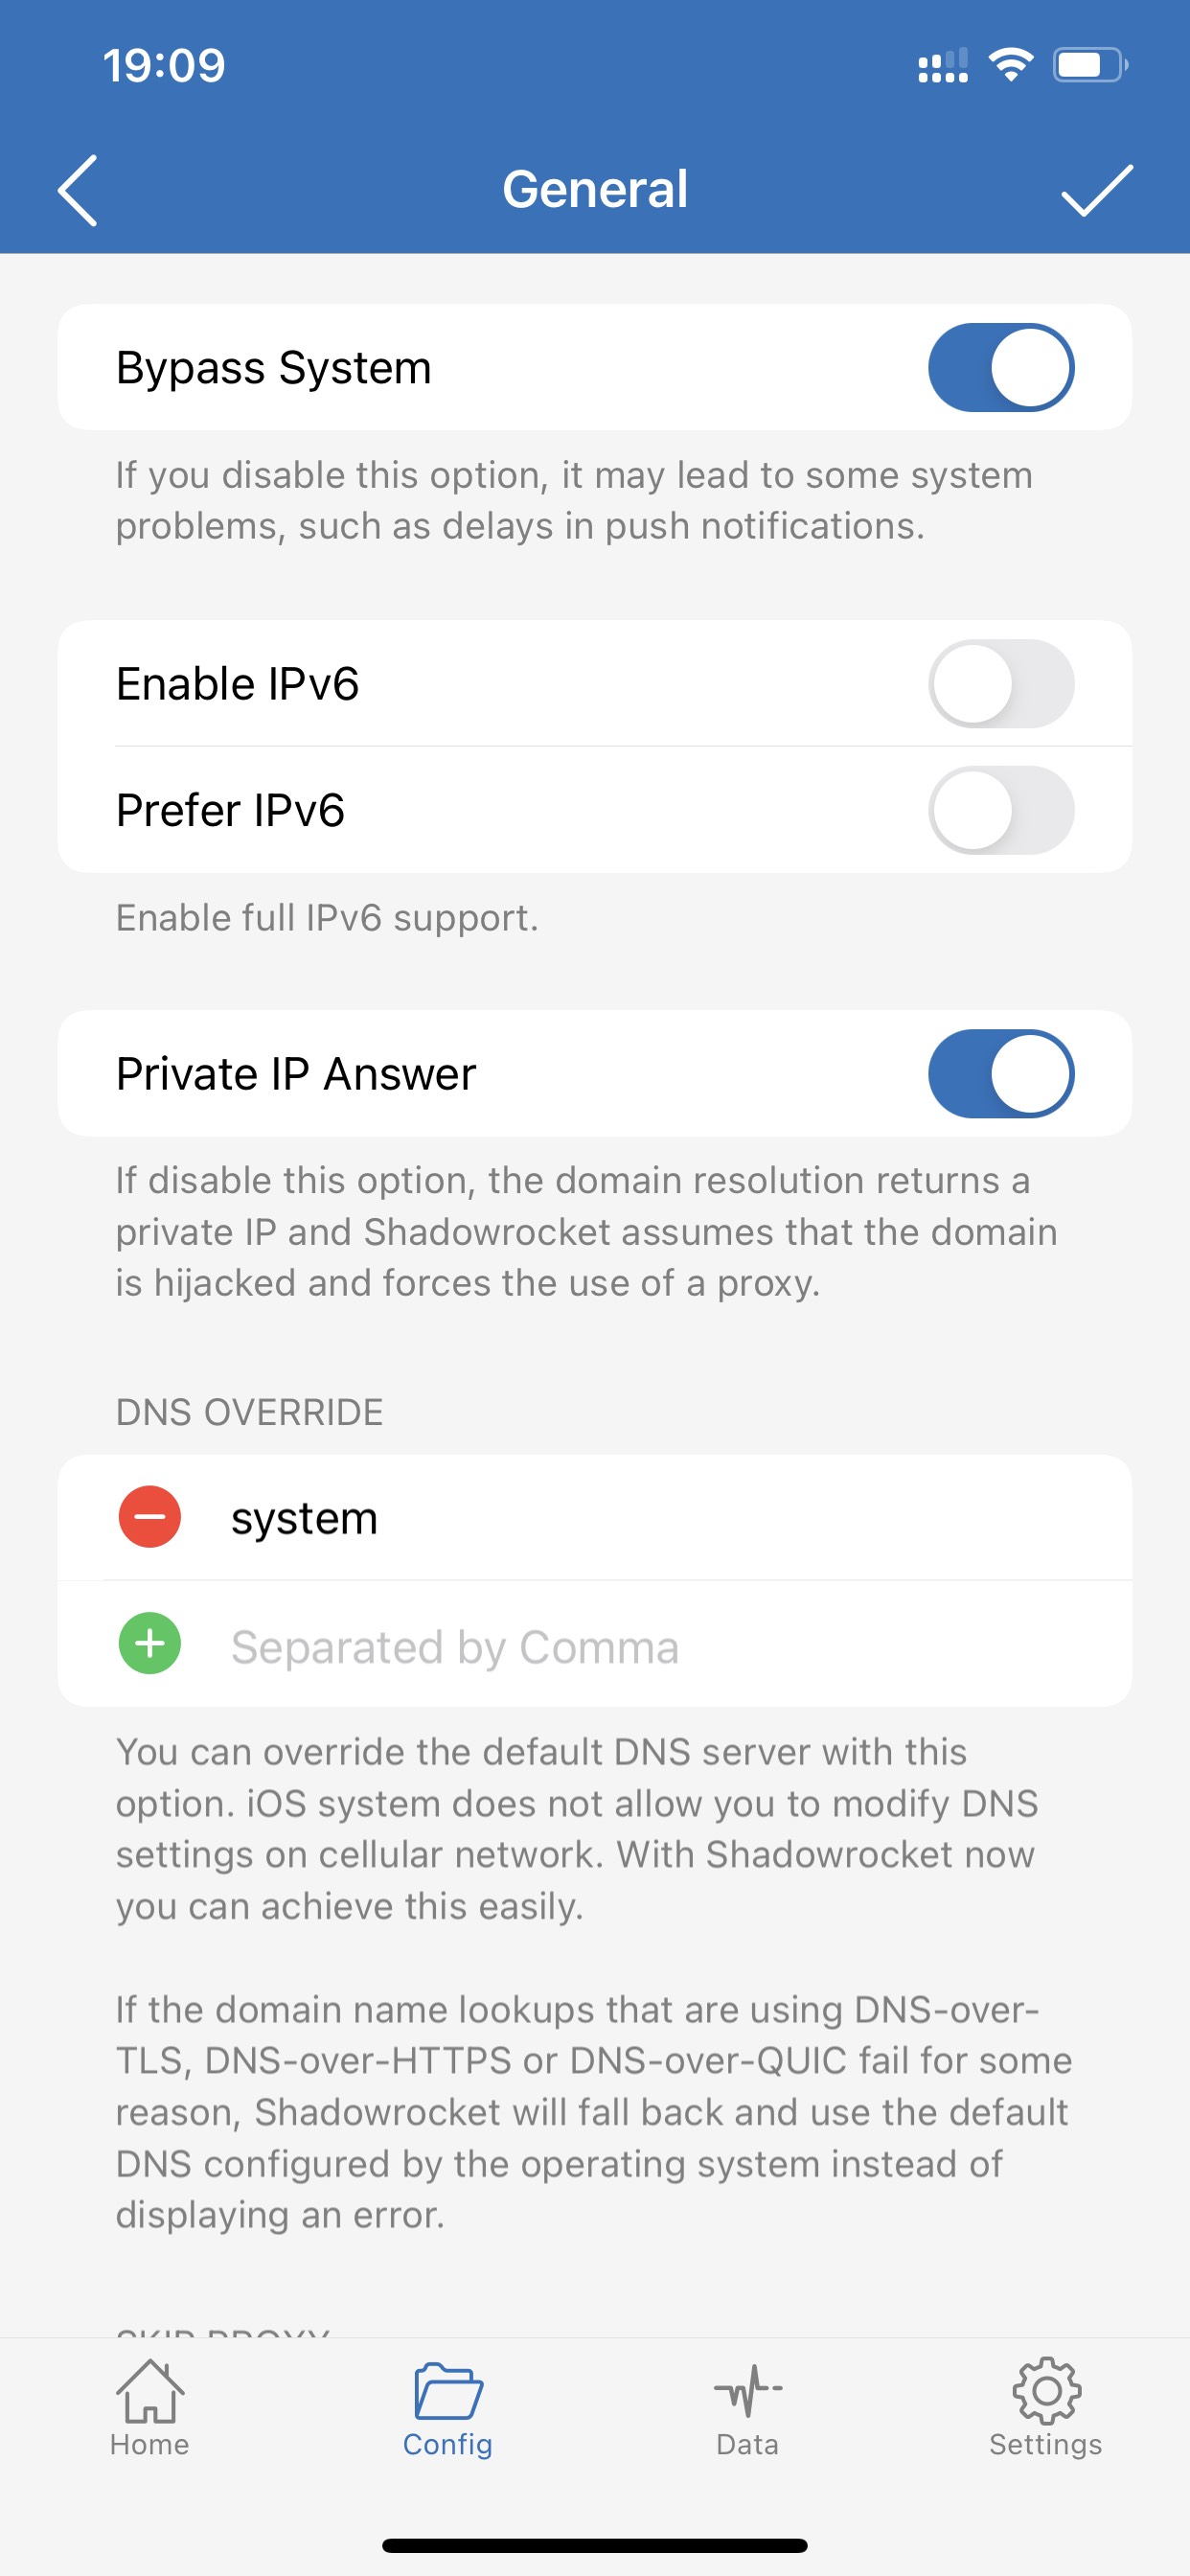 19:09
General
Bypass System
If you disable this option, it may lead to some system
problems, such as delays in push notifications.
Enable IPv6
Prefer IPv6
Enable full IPv6 support.
Private IP Answer
If disable this option, the domain resolution returns a
private IP and Shadowrocket assumes that the domain
is hijacked and forces the use of a proxy.
DNS OVERRIDE
system
Separated by Comma
You can override the default DNS server with this
option. iOS system does not allow you to modify DNS
settings on cellular network. With Shadowrocket now
you can achieve this easily.
If the domain name lookups that are using DNS-over-
TLS, DNS-over-HTTPS or DNS-over-QUIC fail for some
reason, Shadowrocket will fall back and use the default
DNS configured by the operating system instead of
displaying an error.
SKIP PROXY
Home
Config
Data
Settings